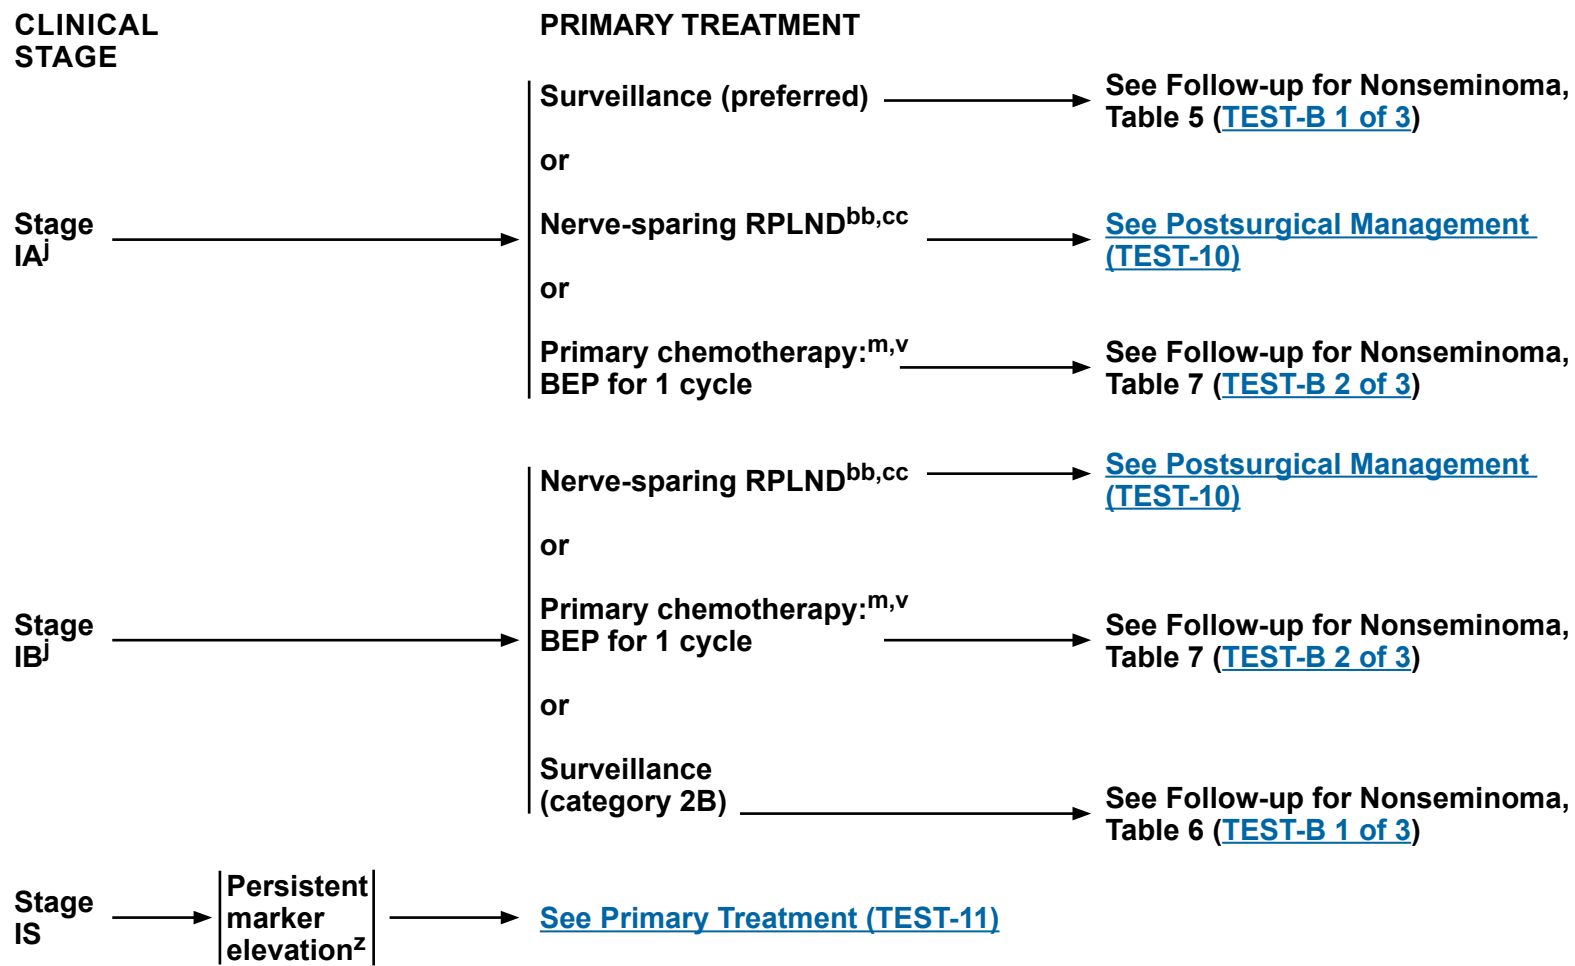 CLINICAL
STAGE
PRIMARY TREATMENT
Stage
IAj
Surveillance (preferred)
See Follow-up for Nonseminoma,
Table 5 (TEST-B 1 of 3)
or
Nerve-sparing RPLNDbb,cc
See Postsurgical Management
(TEST-10)
or
Primary chemotherapy:m,v
BEP for 1 cycle
See Follow-up for Nonseminoma,
Table 7 (TEST-B 2 of 3)
Stage
IBj
Nerve-sparing RPLNDbb,cc
See Postsurgical Management
(TEST-10)
or
Primary chemotherapy:m,v
BEP for 1 cycle
See Follow-up for Nonseminoma,
Table 7 (TEST-B 2 of 3)
or
Surveillance
(category 2B)
See Follow-up for Nonseminoma,
Table 6 (TEST-B 1 of 3)
Stage
IS
Persistent
marker
elevationz
See Primary Treatment (TEST-11)